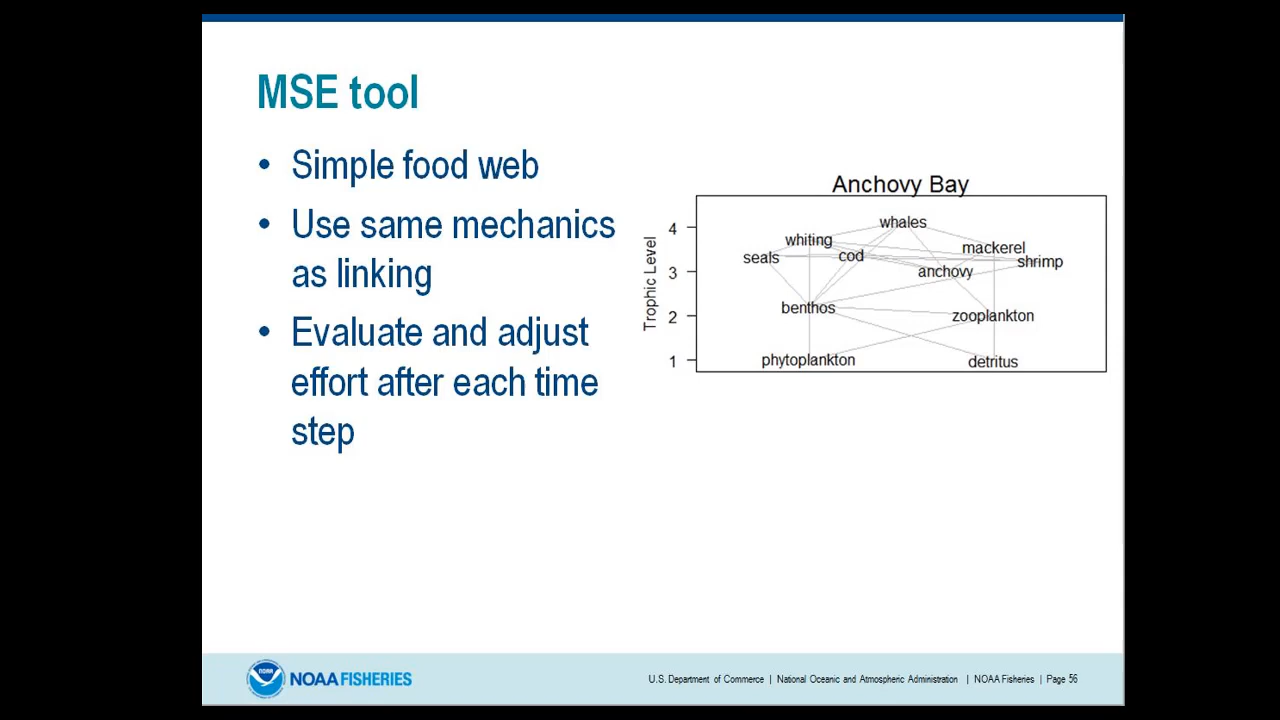 MSE tool
• Simple food web
• Use same mechanics
as linking
• Evaluate and adjust
effort after each time
step
Anchovy Bay
Trophic Level
4
3
2
1
whales
whiting
mackerel
seals
cod
shrimp
anchovy
benthos
zooplankton
phytoplankton
detritus
NOAA
NOAA FISHERIES
U.S. Department of Commerce | National Oceanic and Atmospheric Administration | NOAA Fisheries | Page 56